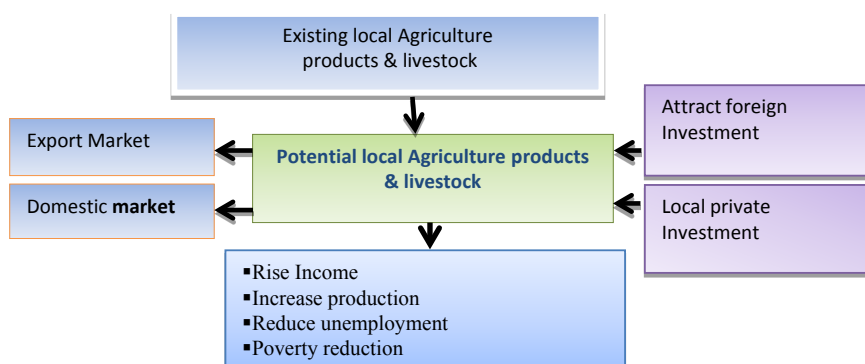 Existing local Agriculture
products & livestock
Export Market
Domestic market
Potential local Agriculture products
& livestock
Attract foreign
Investment
Local private
Investment
▪Rise Income
▪Increase production
▪Reduce unemployment
▪Poverty reduction